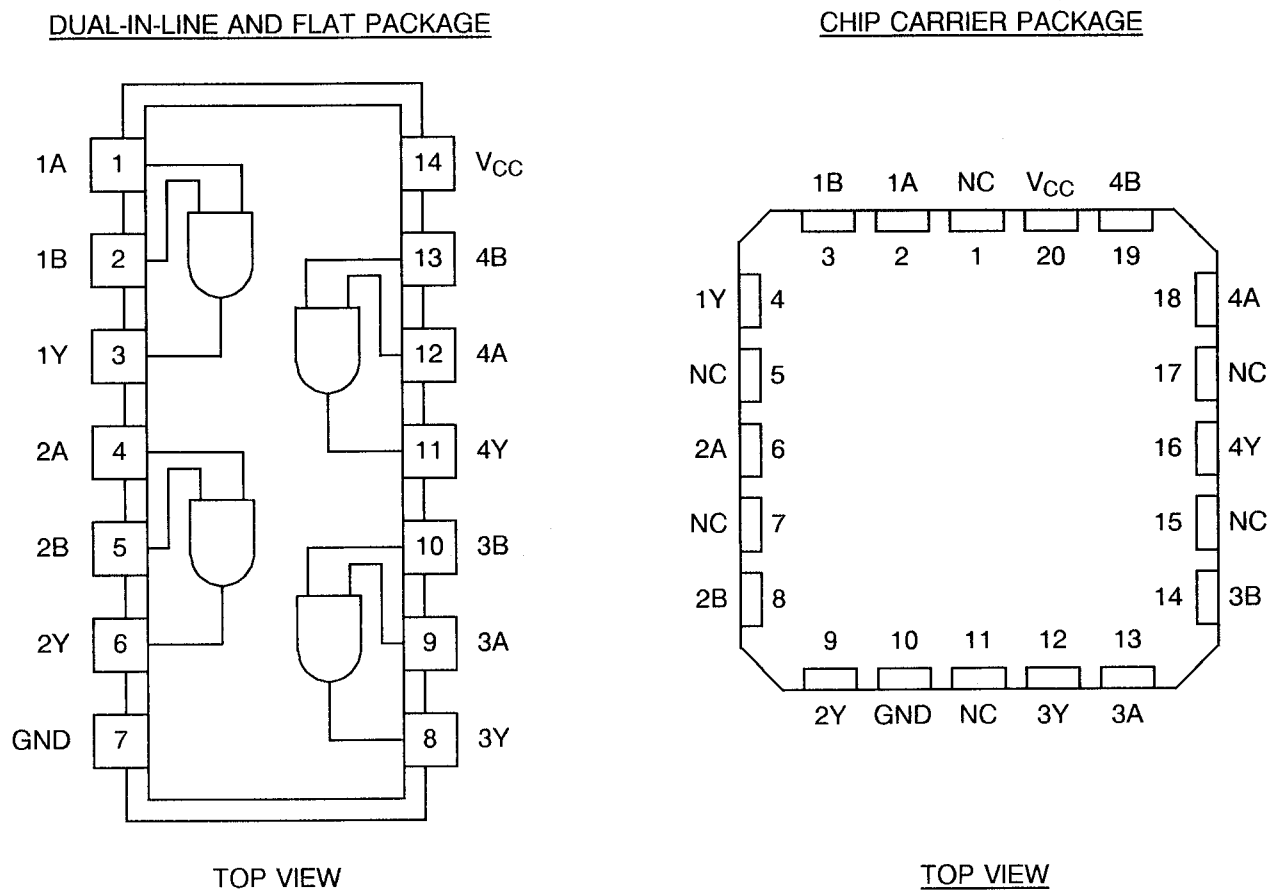 DUAL-IN-LINE AND FLAT PACKAGE
1A 1 14 VCC
1B 2 13 4B
1Y 3 12 4A
2A 4 11 4Y
2B 5 10 3B
2Y 6 9 3A
GND 7 8 3Y
TOP VIEW
CHIP CARRIER PACKAGE
1B 1A NC VCC 4B
3 2 1 20 19
1Y 4 18 4A
NC 5 17 NC
2A 6 16 4Y
NC 7 15 NC
2B 8 14 3B
9 10 11 12 13
2Y GND NC 3Y 3A
TOP VIEW